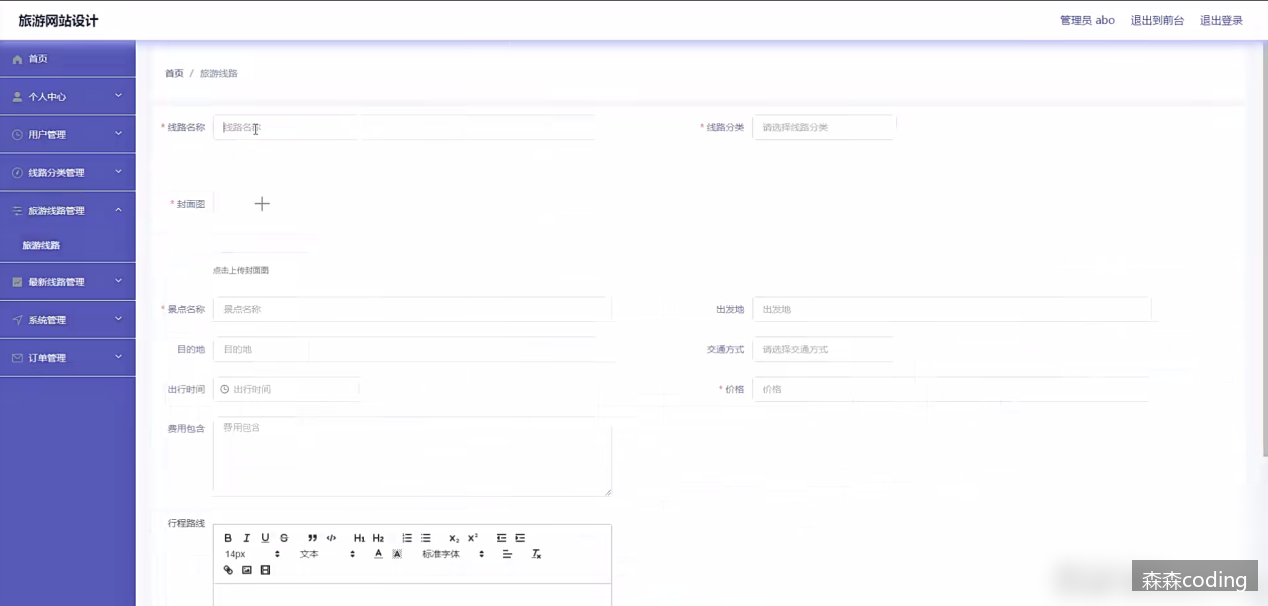 旅游网站设计
管理员 abo 退出到前台 退出登录
首页
个人中心
用户管理
线路分类管理
旅游线路管理
旅游线路
最新线路管理
系统管理
订单管理
首页 / 旅游线路
* 线路名称 线路名称
* 线路分类 请选择线路分类
* 封面图
点击上传封面图
* 景点名称 景点名称
出发地 出发地
目的地 目的地
交通方式 请选择交通方式
出行时间 出行时间
* 价格 价格
费用包含 费用包含
行程路线
B I U S ” </> H1 H2 X2 X2
14px 文本 A A 标准字体 Tx
森森coding